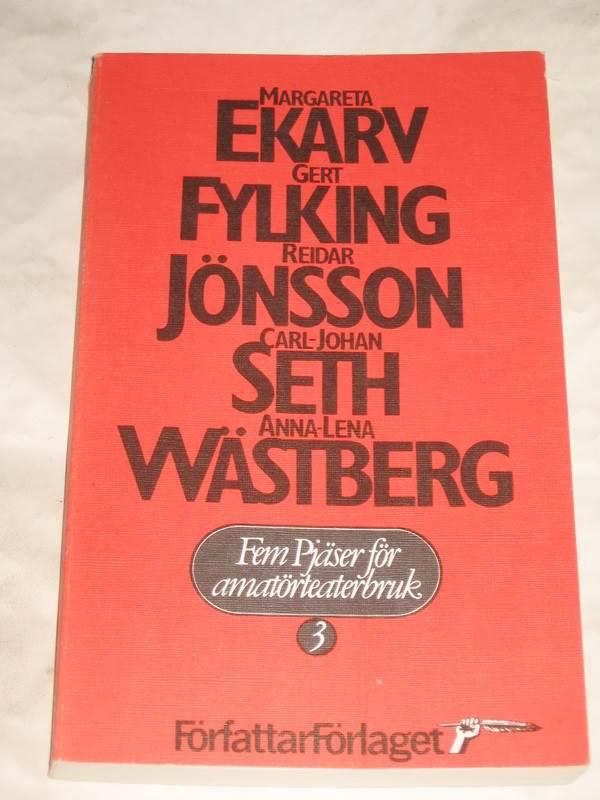 MARGARETA
EKARV
GERT
FYLKING
REIDAR
JÖNSSON
CARL-JOHAN
SETH
ANNA-LENA
WÄSTBERG
Fem Pjäser för
amatörteaterbruk
3
FörfattarFörlaget